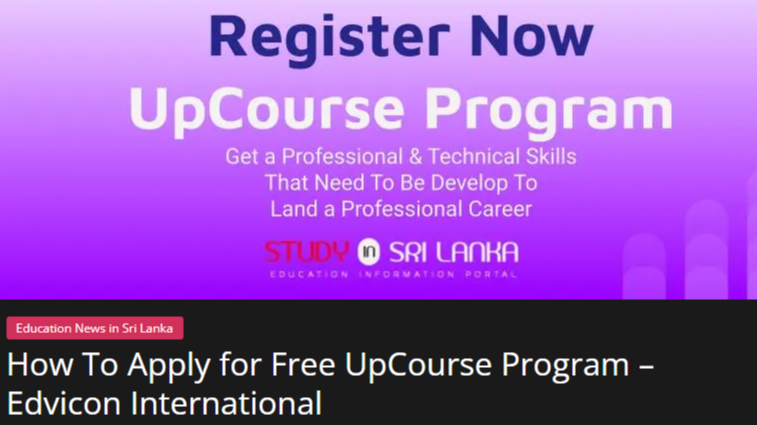 Register Now
UpCourse Program
Get a Professional & Technical Skills
That Need To Be Develop To
Land a Professional Career
STUDY in SRI LANKA
EDUCATION INFORMATION PORTAL
Education News in Sri Lanka
How To Apply for Free UpCourse Program –
Edvicon International